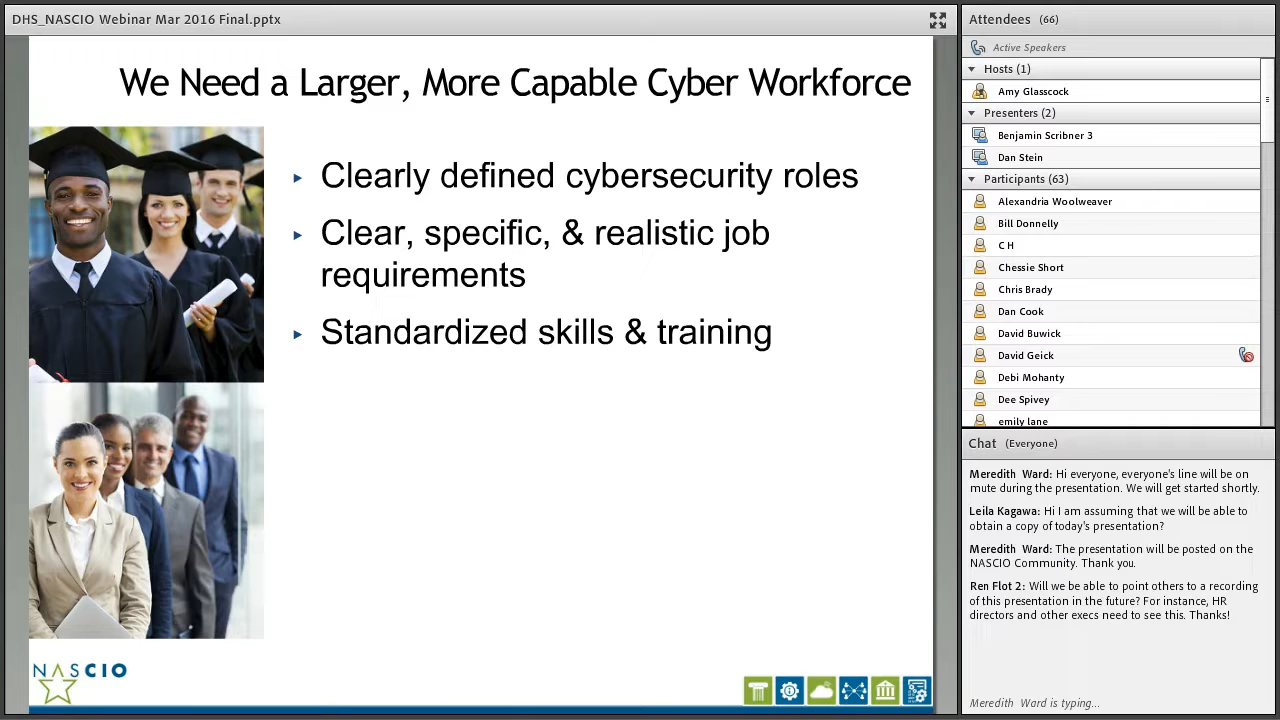 DHS_NASCIO Webinar Mar 2016 Final.pptx
We Need a Larger, More Capable Cyber Workforce
▸ Clearly defined cybersecurity roles
▸ Clear, specific, & realistic job
requirements
▸ Standardized skills & training
NASCIO
Attendees (66)
Active Speakers
Hosts (1)
Amy Glasscock
Presenters (2)
Benjamin Scribner 3
Dan Stein
Participants (63)
Alexandria Woolweaver
Bill Donnelly
C H
Chessie Short
Chris Brady
Dan Cook
David Buwick
David Geick
Debi Mohanty
Dee Spivey
emily lane
Chat (Everyone)
Meredith Ward: Hi everyone, everyone's line will be on
mute during the presentation. We will get started shortly.
Leila Kagawa: Hi I am assuming that we will be able to
obtain a copy of today's presentation?
Meredith Ward: The presentation will be posted on the
NASCIO Community. Thank you.
Ren Flot 2: Will we be able to point others to a recording
of this presentation in the future? For instance, HR
directors and other execs need to see this. Thanks!
Meredith Ward is typing...